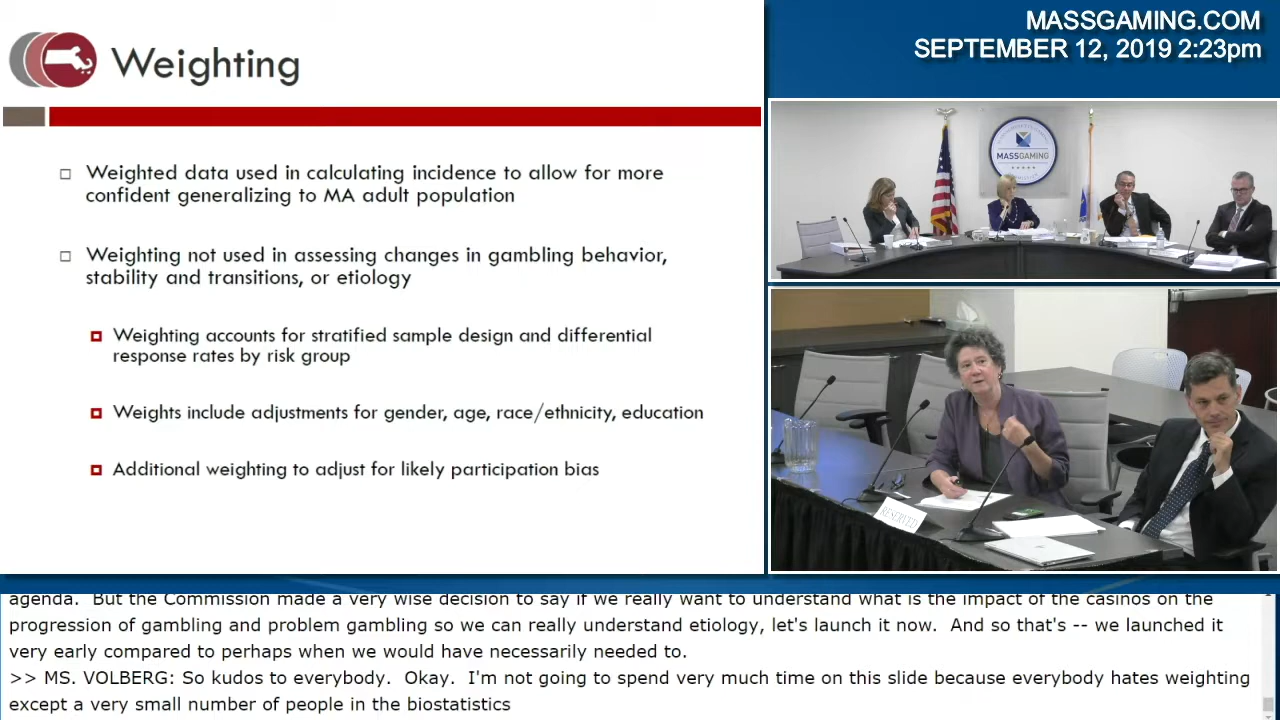 Weighting
Weighted data used in calculating incidence to allow for more
confident generalizing to MA adult population
Weighting not used in assessing changes in gambling behavior,
stability and transitions, or etiology
Weighting accounts for stratified sample design and differential
response rates by risk group
Weights include adjustments for gender, age, race/ethnicity, education
Additional weighting to adjust for likely participation bias
MASSGAMING.COM
SEPTEMBER 12, 2019 2:23pm
MASSGAMING
RESERVED
agenda. But the Commission made a very wise decision to say if we really want to understand what is the impact of the casinos on the
progression of gambling and problem gambling so we can really understand etiology, let's launch it now. And so that's -- we launched it
very early compared to perhaps when we would have necessarily needed to.
>> MS. VOLBERG: So kudos to everybody. Okay. I'm not going to spend very much time on this slide because everybody hates weighting
except a very small number of people in the biostatistics